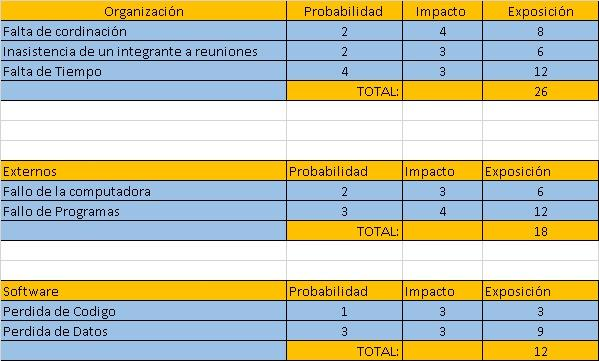 Organización Probabilidad Impacto Exposición
Falta de cordinación 2 4 8
Inasistencia de un integrante a reuniones 2 3 6
Falta de Tiempo 4 3 12
TOTAL: 26
Externos Probabilidad Impacto Exposición
Fallo de la computadora 2 3 6
Fallo de Programas 3 4 12
TOTAL: 18
Software Probabilidad Impacto Exposición
Perdida de Codigo 1 3 3
Perdida de Datos 3 3 9
TOTAL: 12